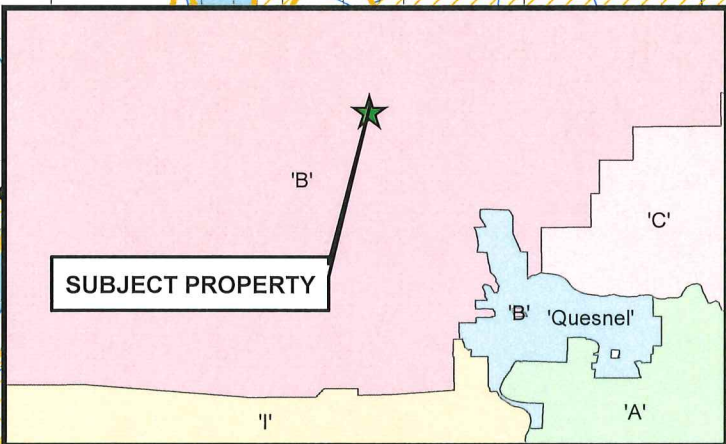 'B'
'C'
SUBJECT PROPERTY
'B' 'Quesnel'
'I'
'A'